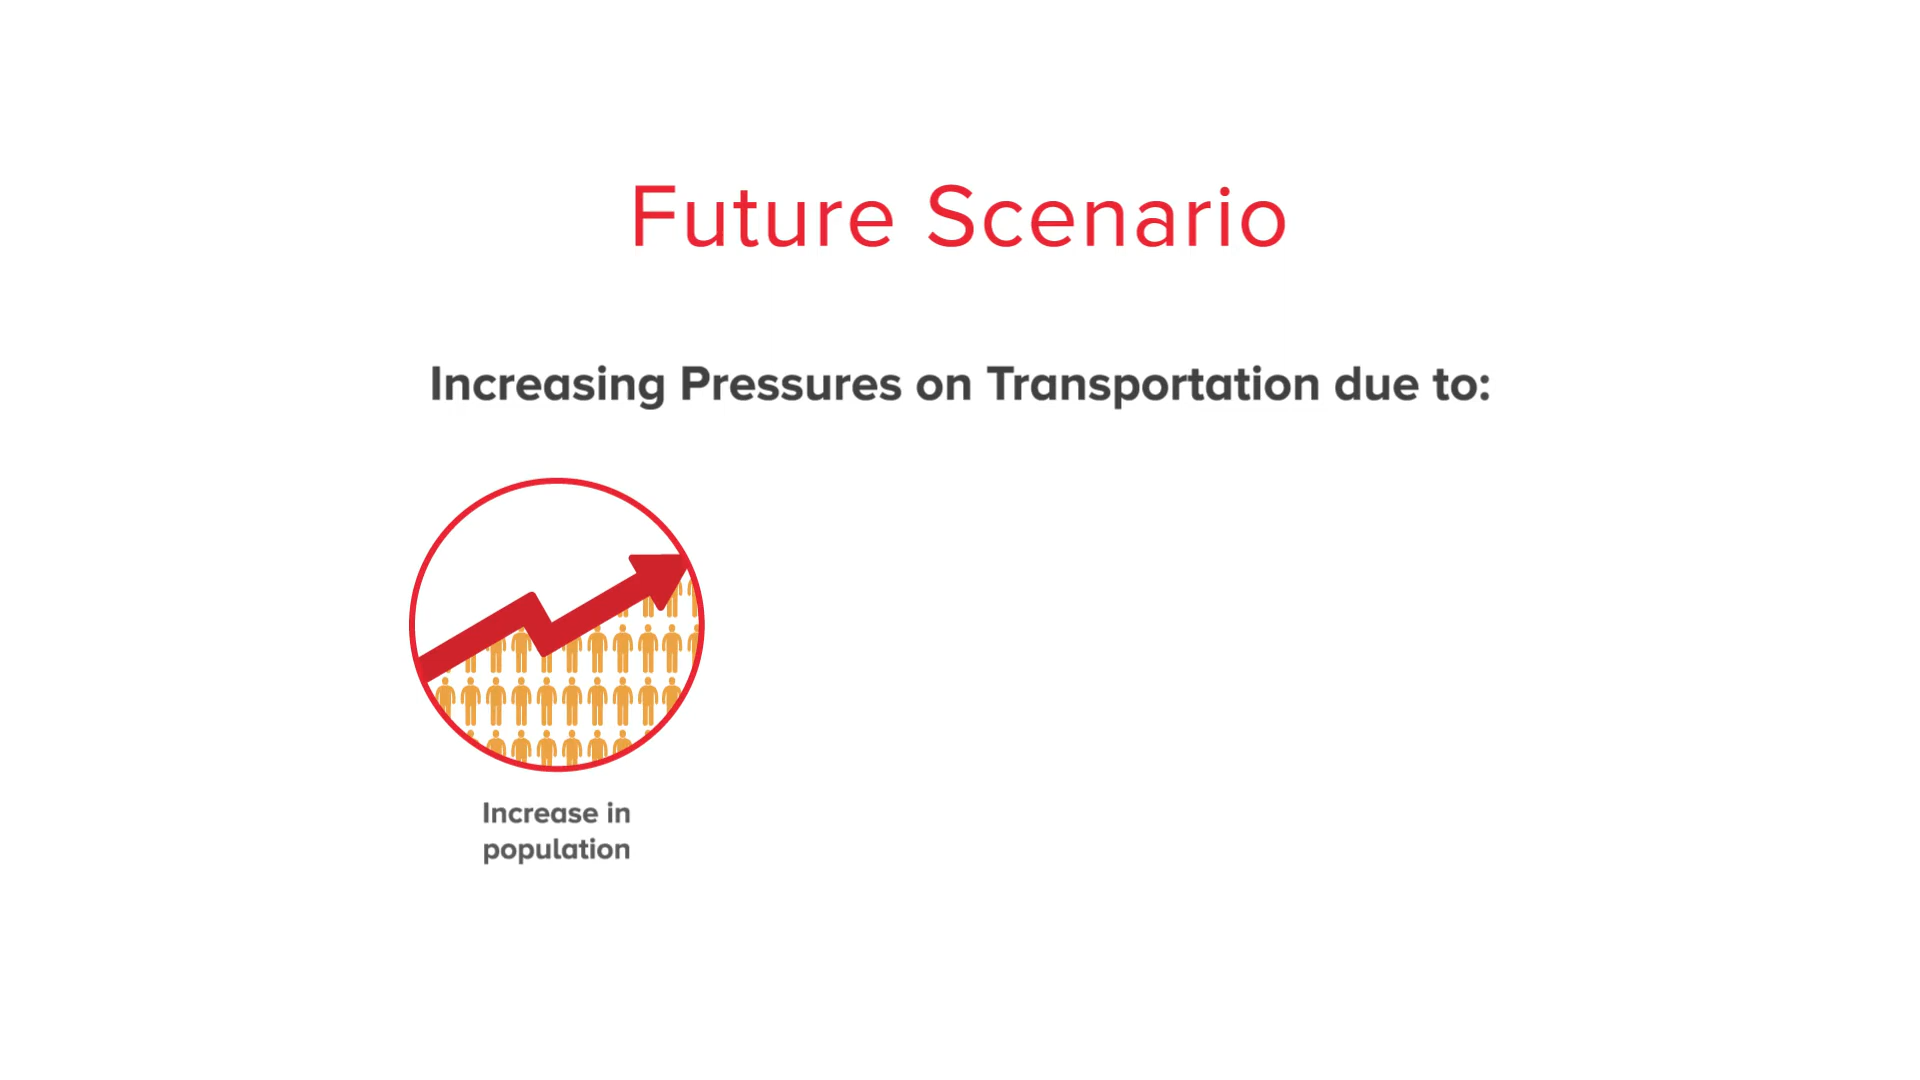 Future Scenario
Increasing Pressures on Transportation due to:
Increase in
population